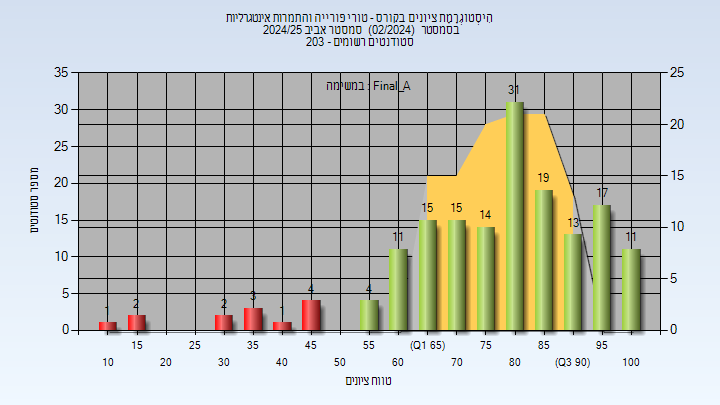 היסטוגרמת ציונים בקורס - טורי פורייה והתמרות אינטגרליות
בסמסטר (02/2024) סמסטר אביב 2024/25
סטודנטים רשומים - 203
במשימה : Final_A
35 30 25 20 15 10 5 0
25 20 15 10 5 0
מספר סטודנטים
1 2 2 3 1 4 4 11 15 15 14 31 19 13 17 11
15 25 35 45 55 (Q1 65) 75 85 95
10 20 30 40 50 60 70 80 (Q3 90) 100
טווח ציונים